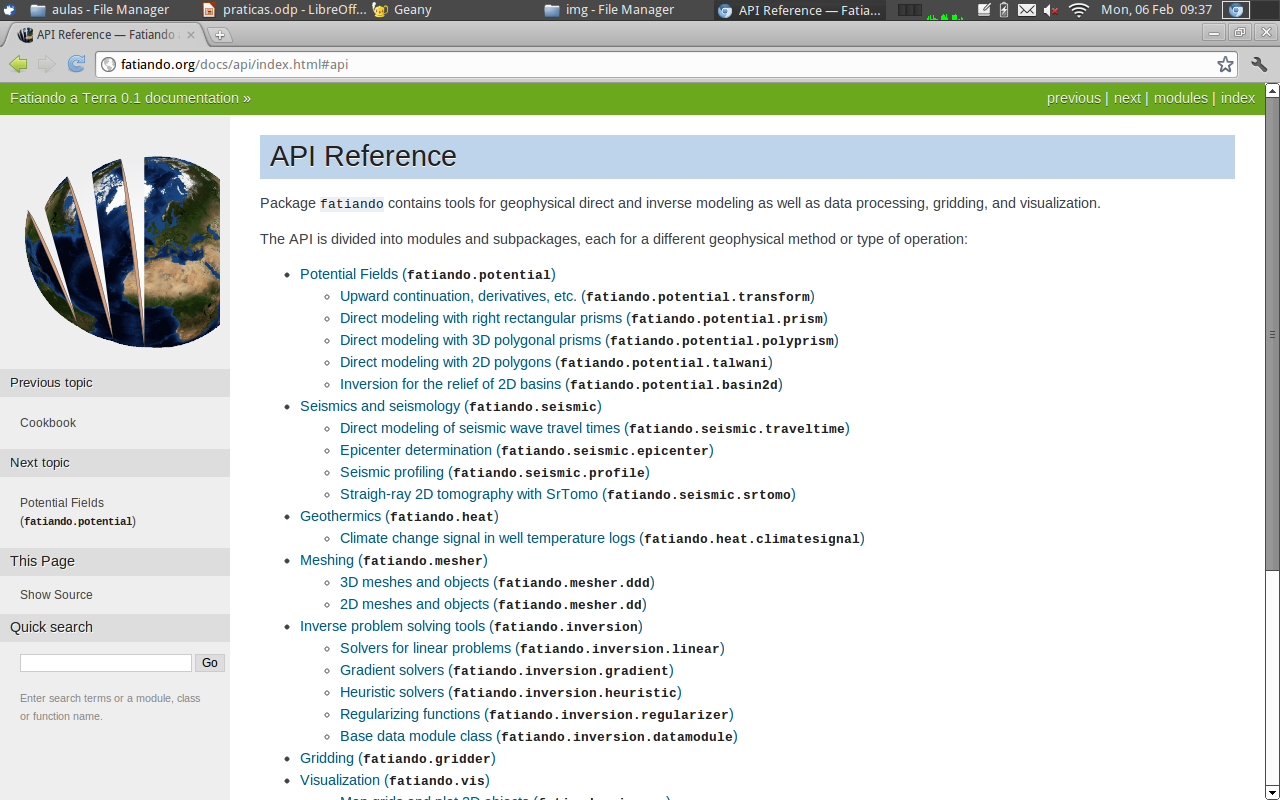 aulas - File Manager
praticas.odp - LibreOff...
Geany
img - File Manager
API Reference — Fatia...
Mon, 06 Feb 09:37
API Reference — Fatiando
fatiando.org/docs/api/index.html#api
Fatiando a Terra 0.1 documentation »
previous | next | modules | index
Previous topic
Cookbook
Next topic
Potential Fields
(fatiando.potential)
This Page
Show Source
Quick search
Go
Enter search terms or a module, class
or function name.
API Reference
Package fatiando contains tools for geophysical direct and inverse modeling as well as data processing, gridding, and visualization.
The API is divided into modules and subpackages, each for a different geophysical method or type of operation:
Potential Fields (fatiando.potential)
Upward continuation, derivatives, etc. (fatiando.potential.transform)
Direct modeling with right rectangular prisms (fatiando.potential.prism)
Direct modeling with 3D polygonal prisms (fatiando.potential.polyprism)
Direct modeling with 2D polygons (fatiando.potential.talwani)
Inversion for the relief of 2D basins (fatiando.potential.basin2d)
Seismics and seismology (fatiando.seismic)
Direct modeling of seismic wave travel times (fatiando.seismic.traveltime)
Epicenter determination (fatiando.seismic.epicenter)
Seismic profiling (fatiando.seismic.profile)
Straigh-ray 2D tomography with SrTomo (fatiando.seismic.srtomo)
Geothermics (fatiando.heat)
Climate change signal in well temperature logs (fatiando.heat.climatesignal)
Meshing (fatiando.mesher)
3D meshes and objects (fatiando.mesher.ddd)
2D meshes and objects (fatiando.mesher.dd)
Inverse problem solving tools (fatiando.inversion)
Solvers for linear problems (fatiando.inversion.linear)
Gradient solvers (fatiando.inversion.gradient)
Heuristic solvers (fatiando.inversion.heuristic)
Regularizing functions (fatiando.inversion.regularizer)
Base data module class (fatiando.inversion.datamodule)
Gridding (fatiando.gridder)
Visualization (fatiando.vis)